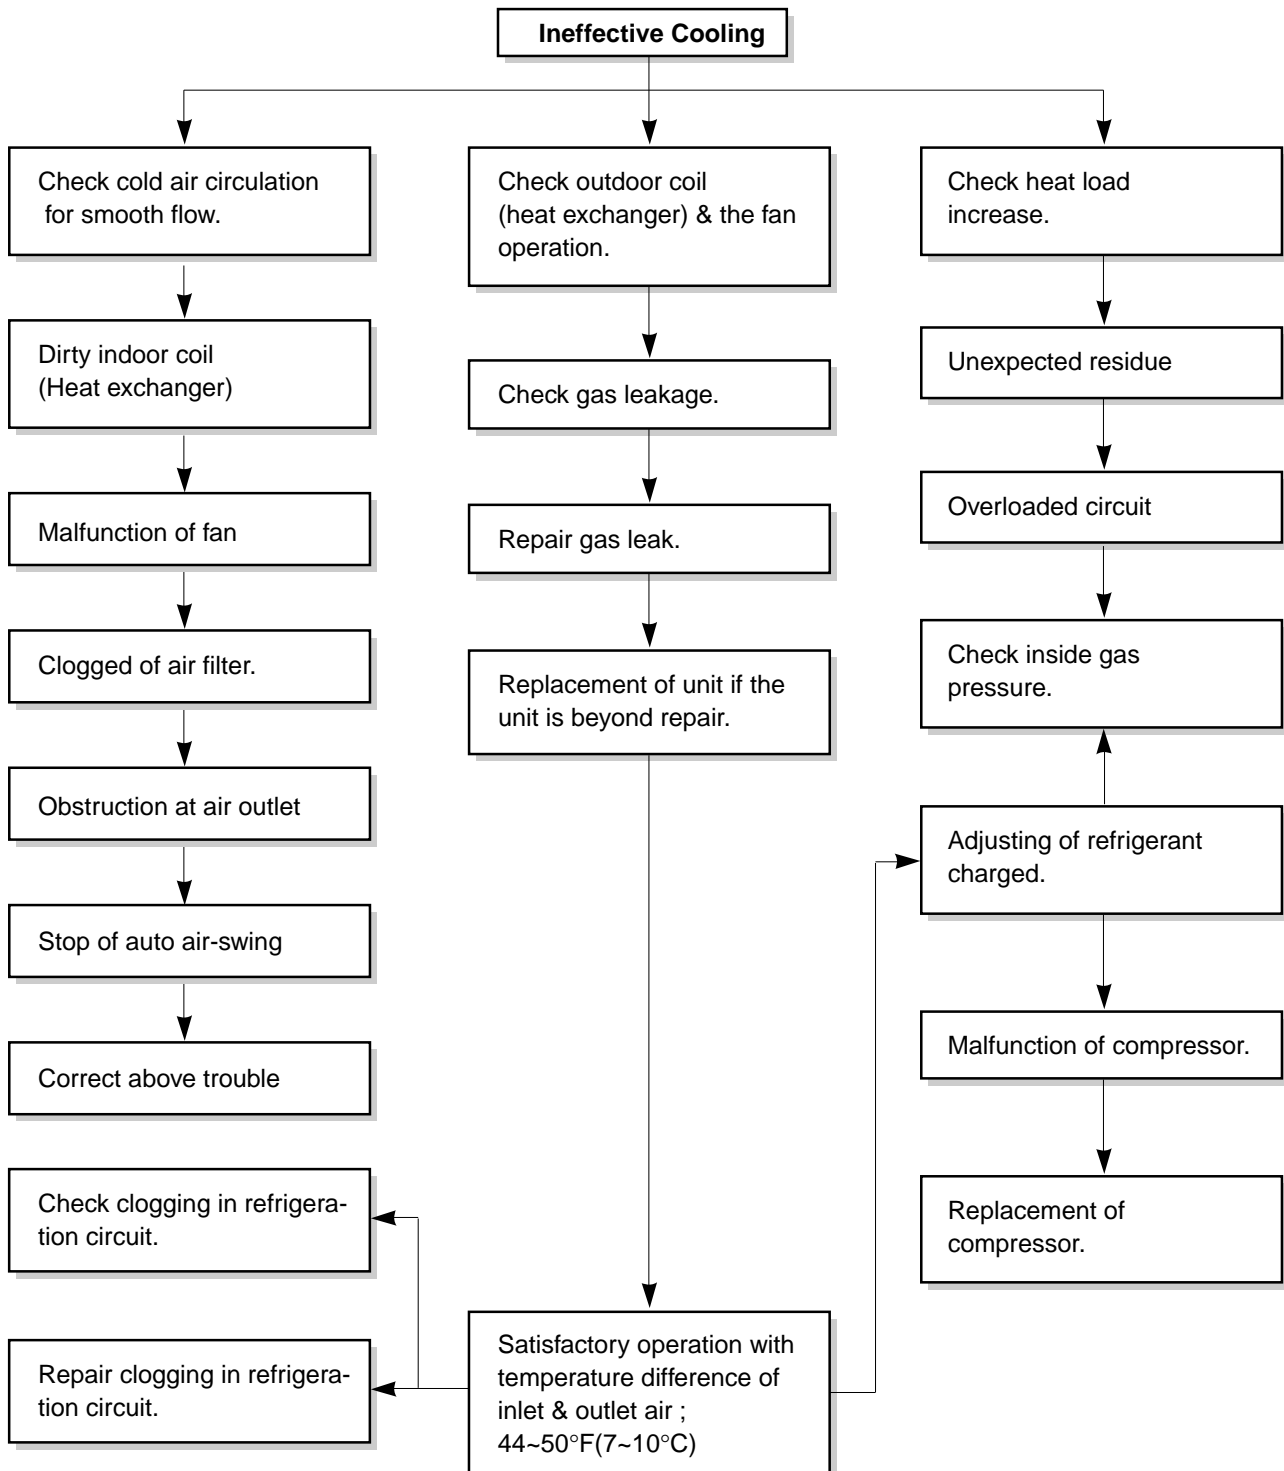 Ineffective Cooling
Check cold air circulation
for smooth flow.
Dirty indoor coil
(Heat exchanger)
Malfunction of fan
Clogged of air filter.
Obstruction at air outlet
Stop of auto air-swing
Correct above trouble
Check clogging in refrigera-
tion circuit.
Repair clogging in refrigera-
tion circuit.
Check outdoor coil
(heat exchanger) & the fan
operation.
Check gas leakage.
Repair gas leak.
Replacement of unit if the
unit is beyond repair.
Satisfactory operation with
temperature difference of
inlet & outlet air ;
44~50°F(7~10°C)
Check heat load
increase.
Unexpected residue
Overloaded circuit
Check inside gas
pressure.
Adjusting of refrigerant
charged.
Malfunction of compressor.
Replacement of
compressor.